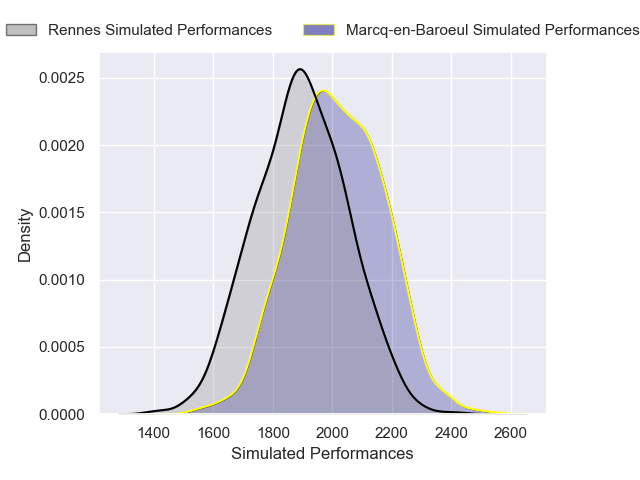 Rennes Simulated Performances
Marcq-en-Baroeul Simulated Performances
0.0025
0.0020
0.0015
0.0010
0.0005
0.0000
Density
1400 1600 1800 2000 2200 2400 2600
Simulated Performances